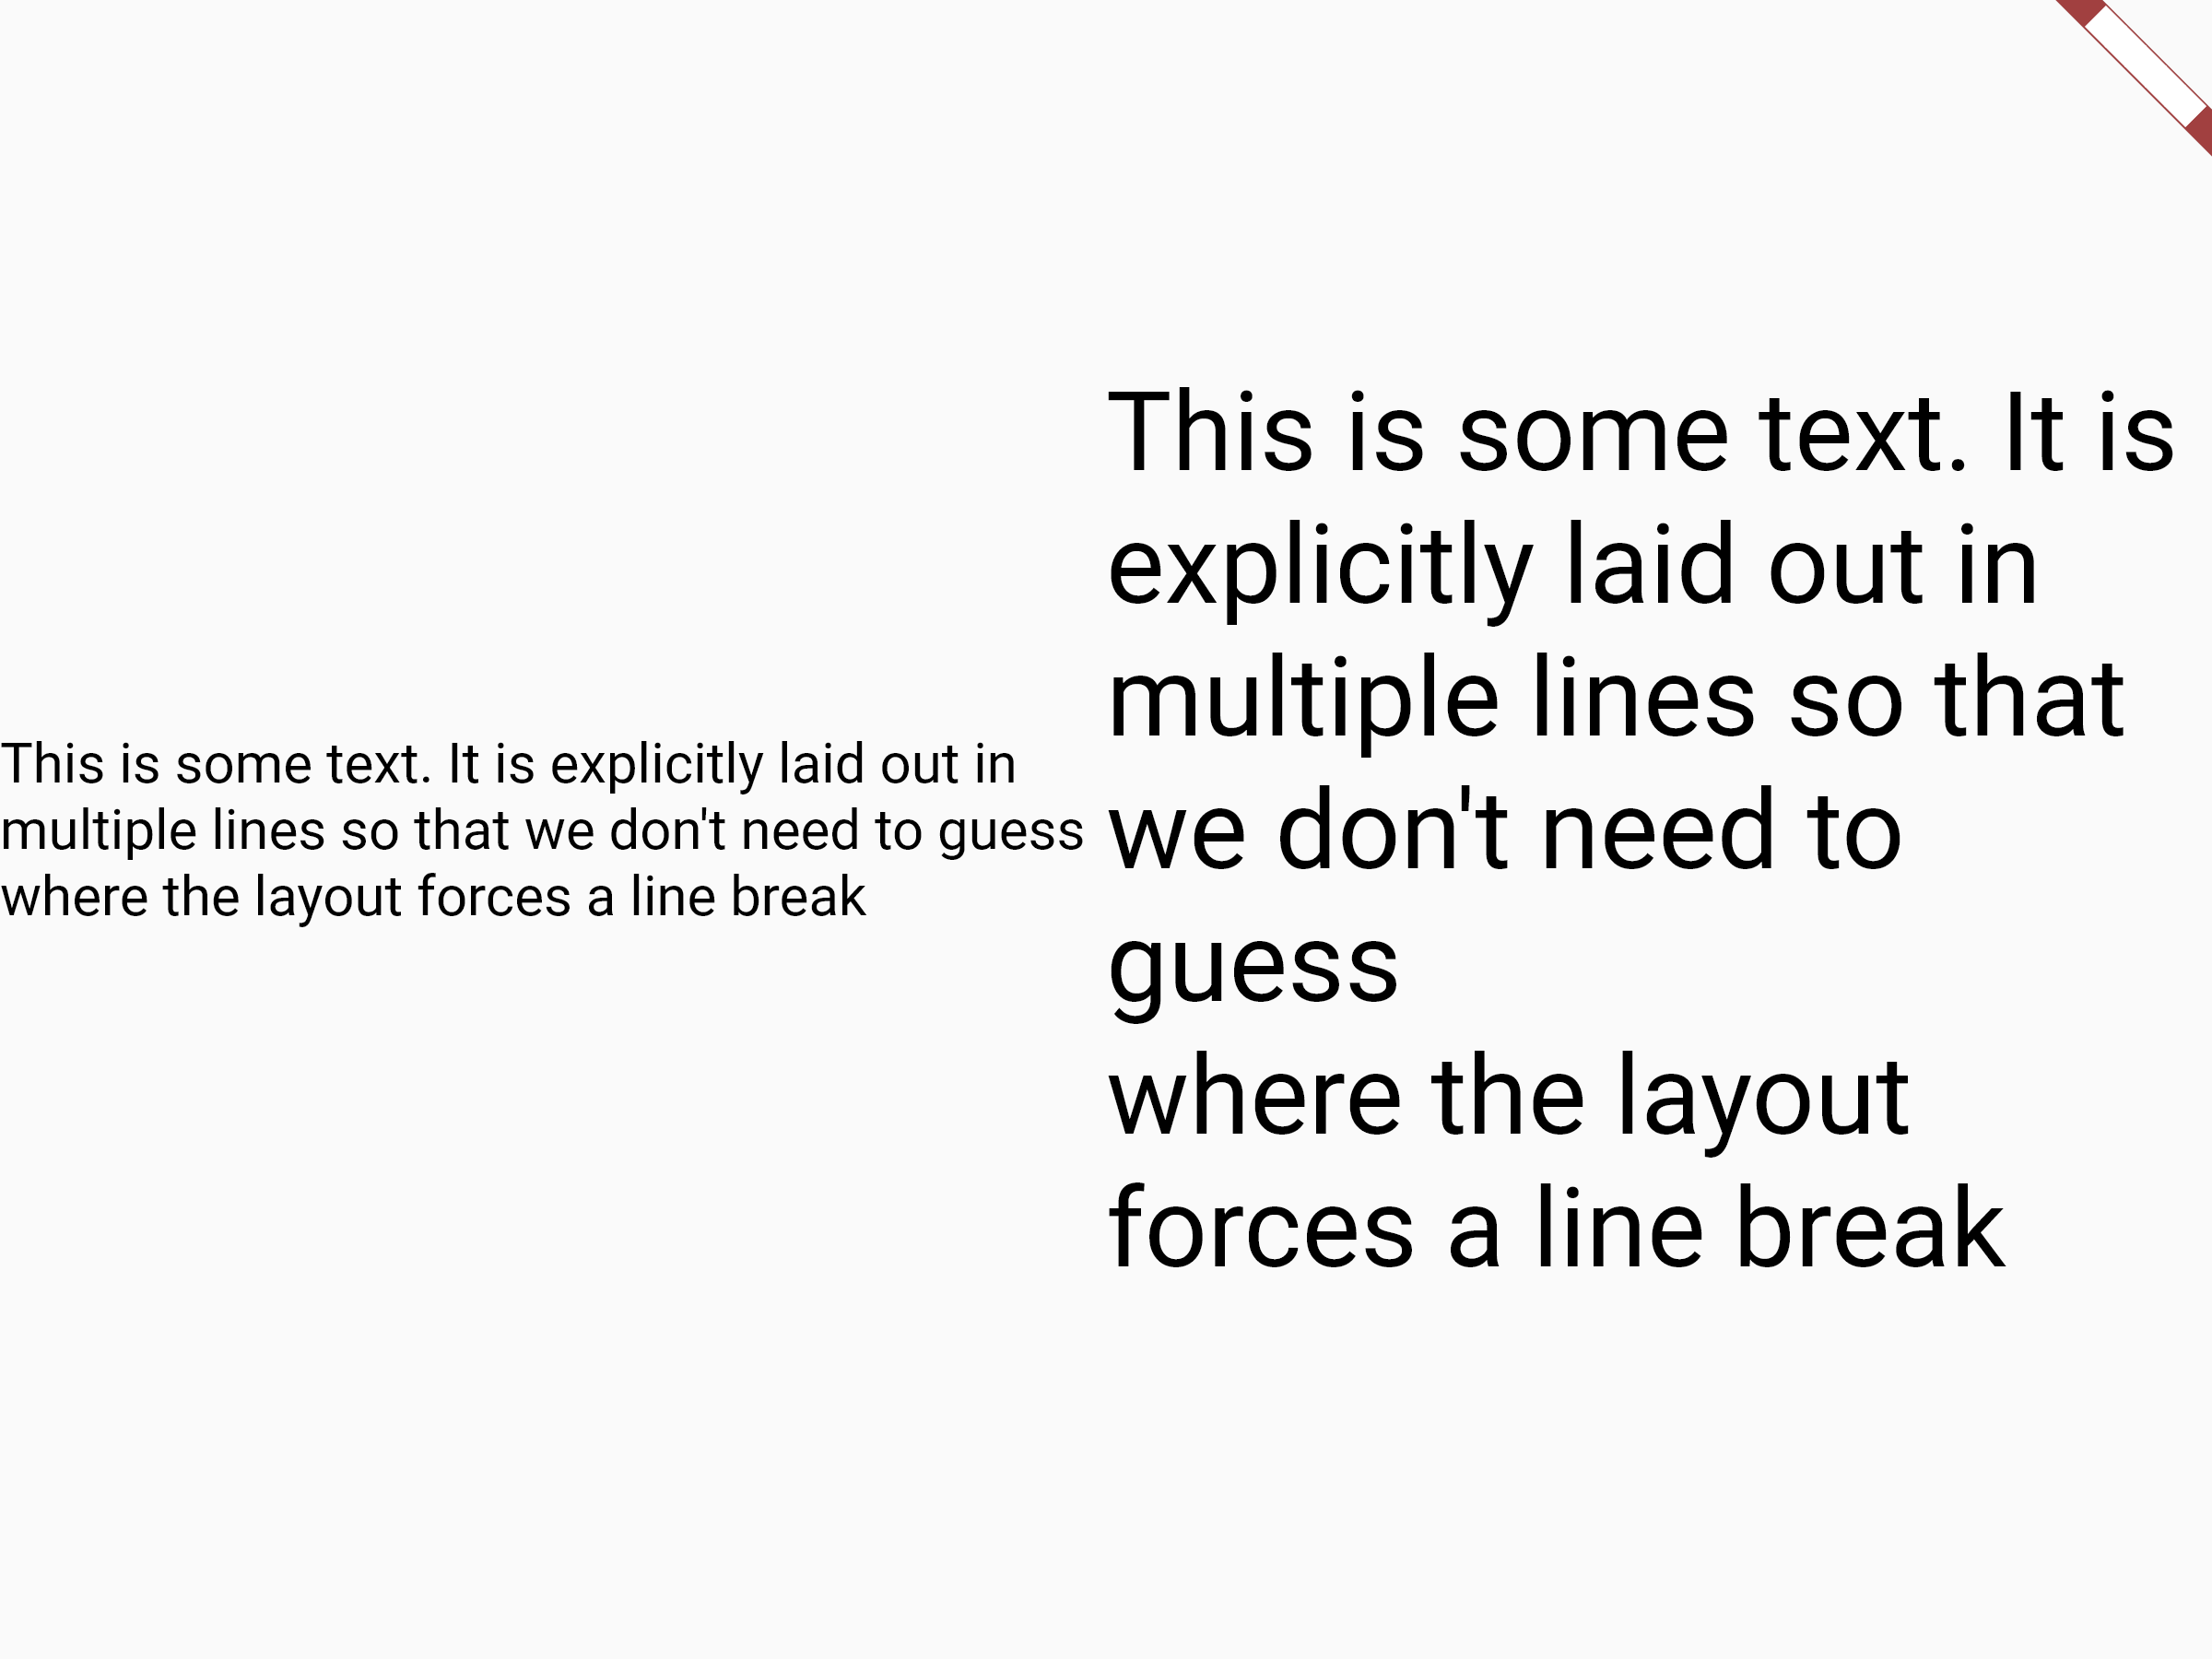 This is some text. It is explicitly laid out in
multiple lines so that we don't need to guess
where the layout forces a line break
This is some text. It is
explicitly laid out in
multiple lines so that
we don't need to
guess
where the layout
forces a line break